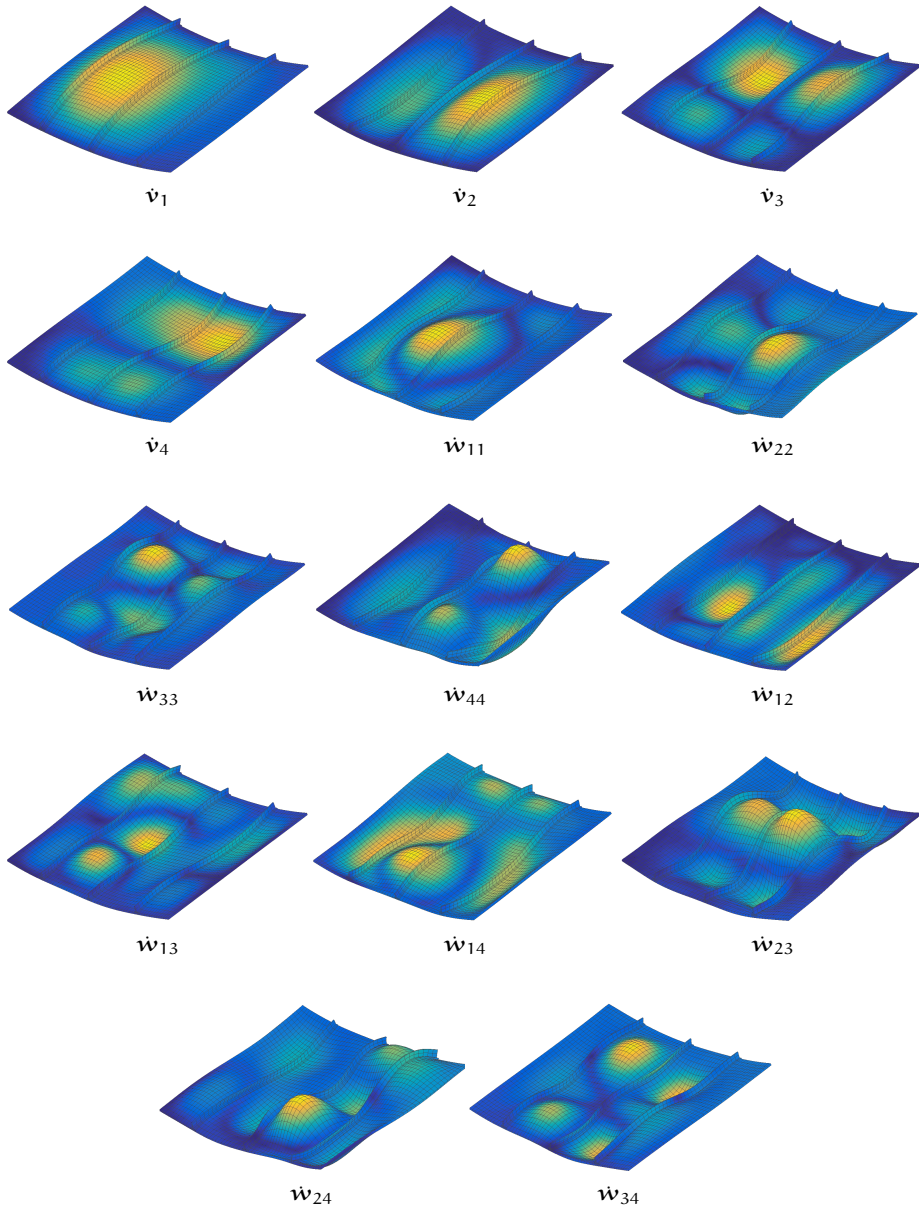 v̇₁ v̇₂ v̇₃
v̇₄ ẇ₁₁ ẇ₂₂
ẇ₃₃ ẇ₄₄ ẇ₁₂
ẇ₁₃ ẇ₁₄ ẇ₂₃
ẇ₂₄ ẇ₃₄